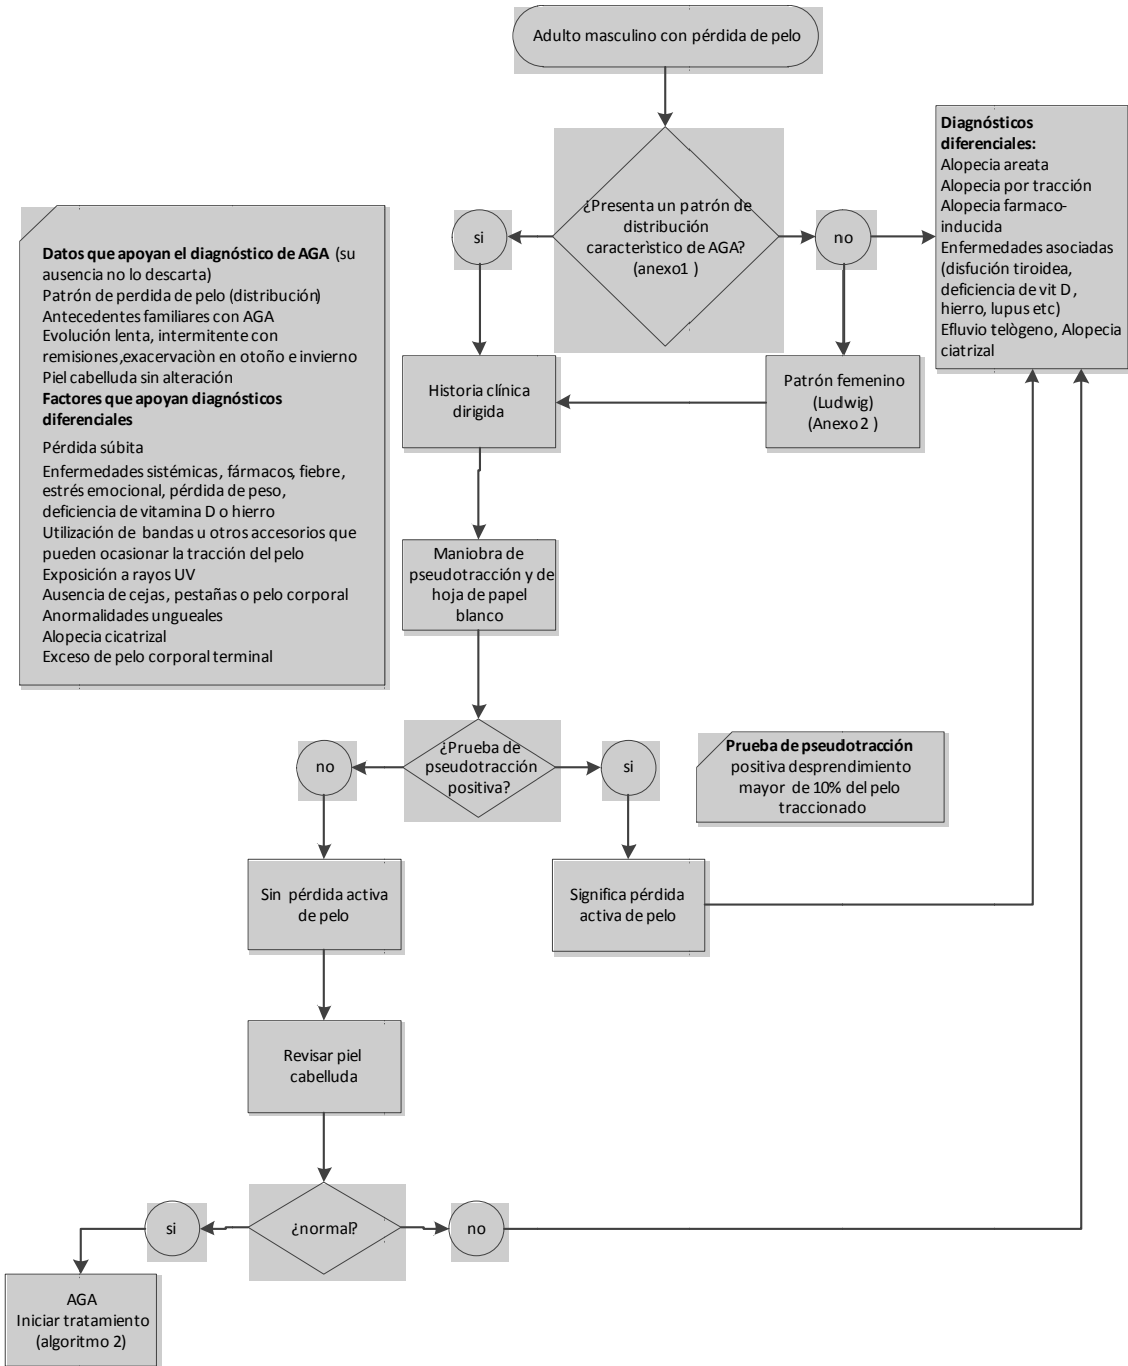 Adulto masculino con pérdida de pelo
¿Presenta un patrón de
distribución
caracterìstico de AGA?
(anexo1 )
si
no
Diagnósticos
diferenciales:
Alopecia areata
Alopecia por tracción
Alopecia farmaco-
inducida
Enfermedades asociadas
(disfución tiroidea,
deficiencia de vit D ,
hierro, lupus etc)
Efluvio telògeno, Alopecia
ciatrizal
Datos que apoyan el diagnóstico de AGA (su
ausencia no lo descarta)
Patrón de perdida de pelo (distribución)
Antecedentes familiares con AGA
Evolución lenta, intermitente con
remisiones,exacervaciòn en otoño e invierno
Piel cabelluda sin alteración
Factores que apoyan diagnósticos
diferenciales
Pérdida súbita
Enfermedades sistémicas, fármacos, fiebre,
estrés emocional, pérdida de peso,
deficiencia de vitamina D o hierro
Utilización de bandas u otros accesorios que
pueden ocasionar la tracción del pelo
Exposición a rayos UV
Ausencia de cejas, pestañas o pelo corporal
Anormalidades ungueales
Alopecia cicatrizal
Exceso de pelo corporal terminal
Historia clínica
dirigida
Patrón femenino
(Ludwig)
(Anexo 2 )
Maniobra de
pseudotracción y de
hoja de papel
blanco
no
¿Prueba de
pseudotracción
positiva?
si
Prueba de pseudotracción
positiva desprendimiento
mayor de 10% del pelo
traccionado
Sin pérdida activa
de pelo
Significa pérdida
activa de pelo
Revisar piel
cabelluda
si
¿normal?
no
AGA
Iniciar tratamiento
(algoritmo 2)